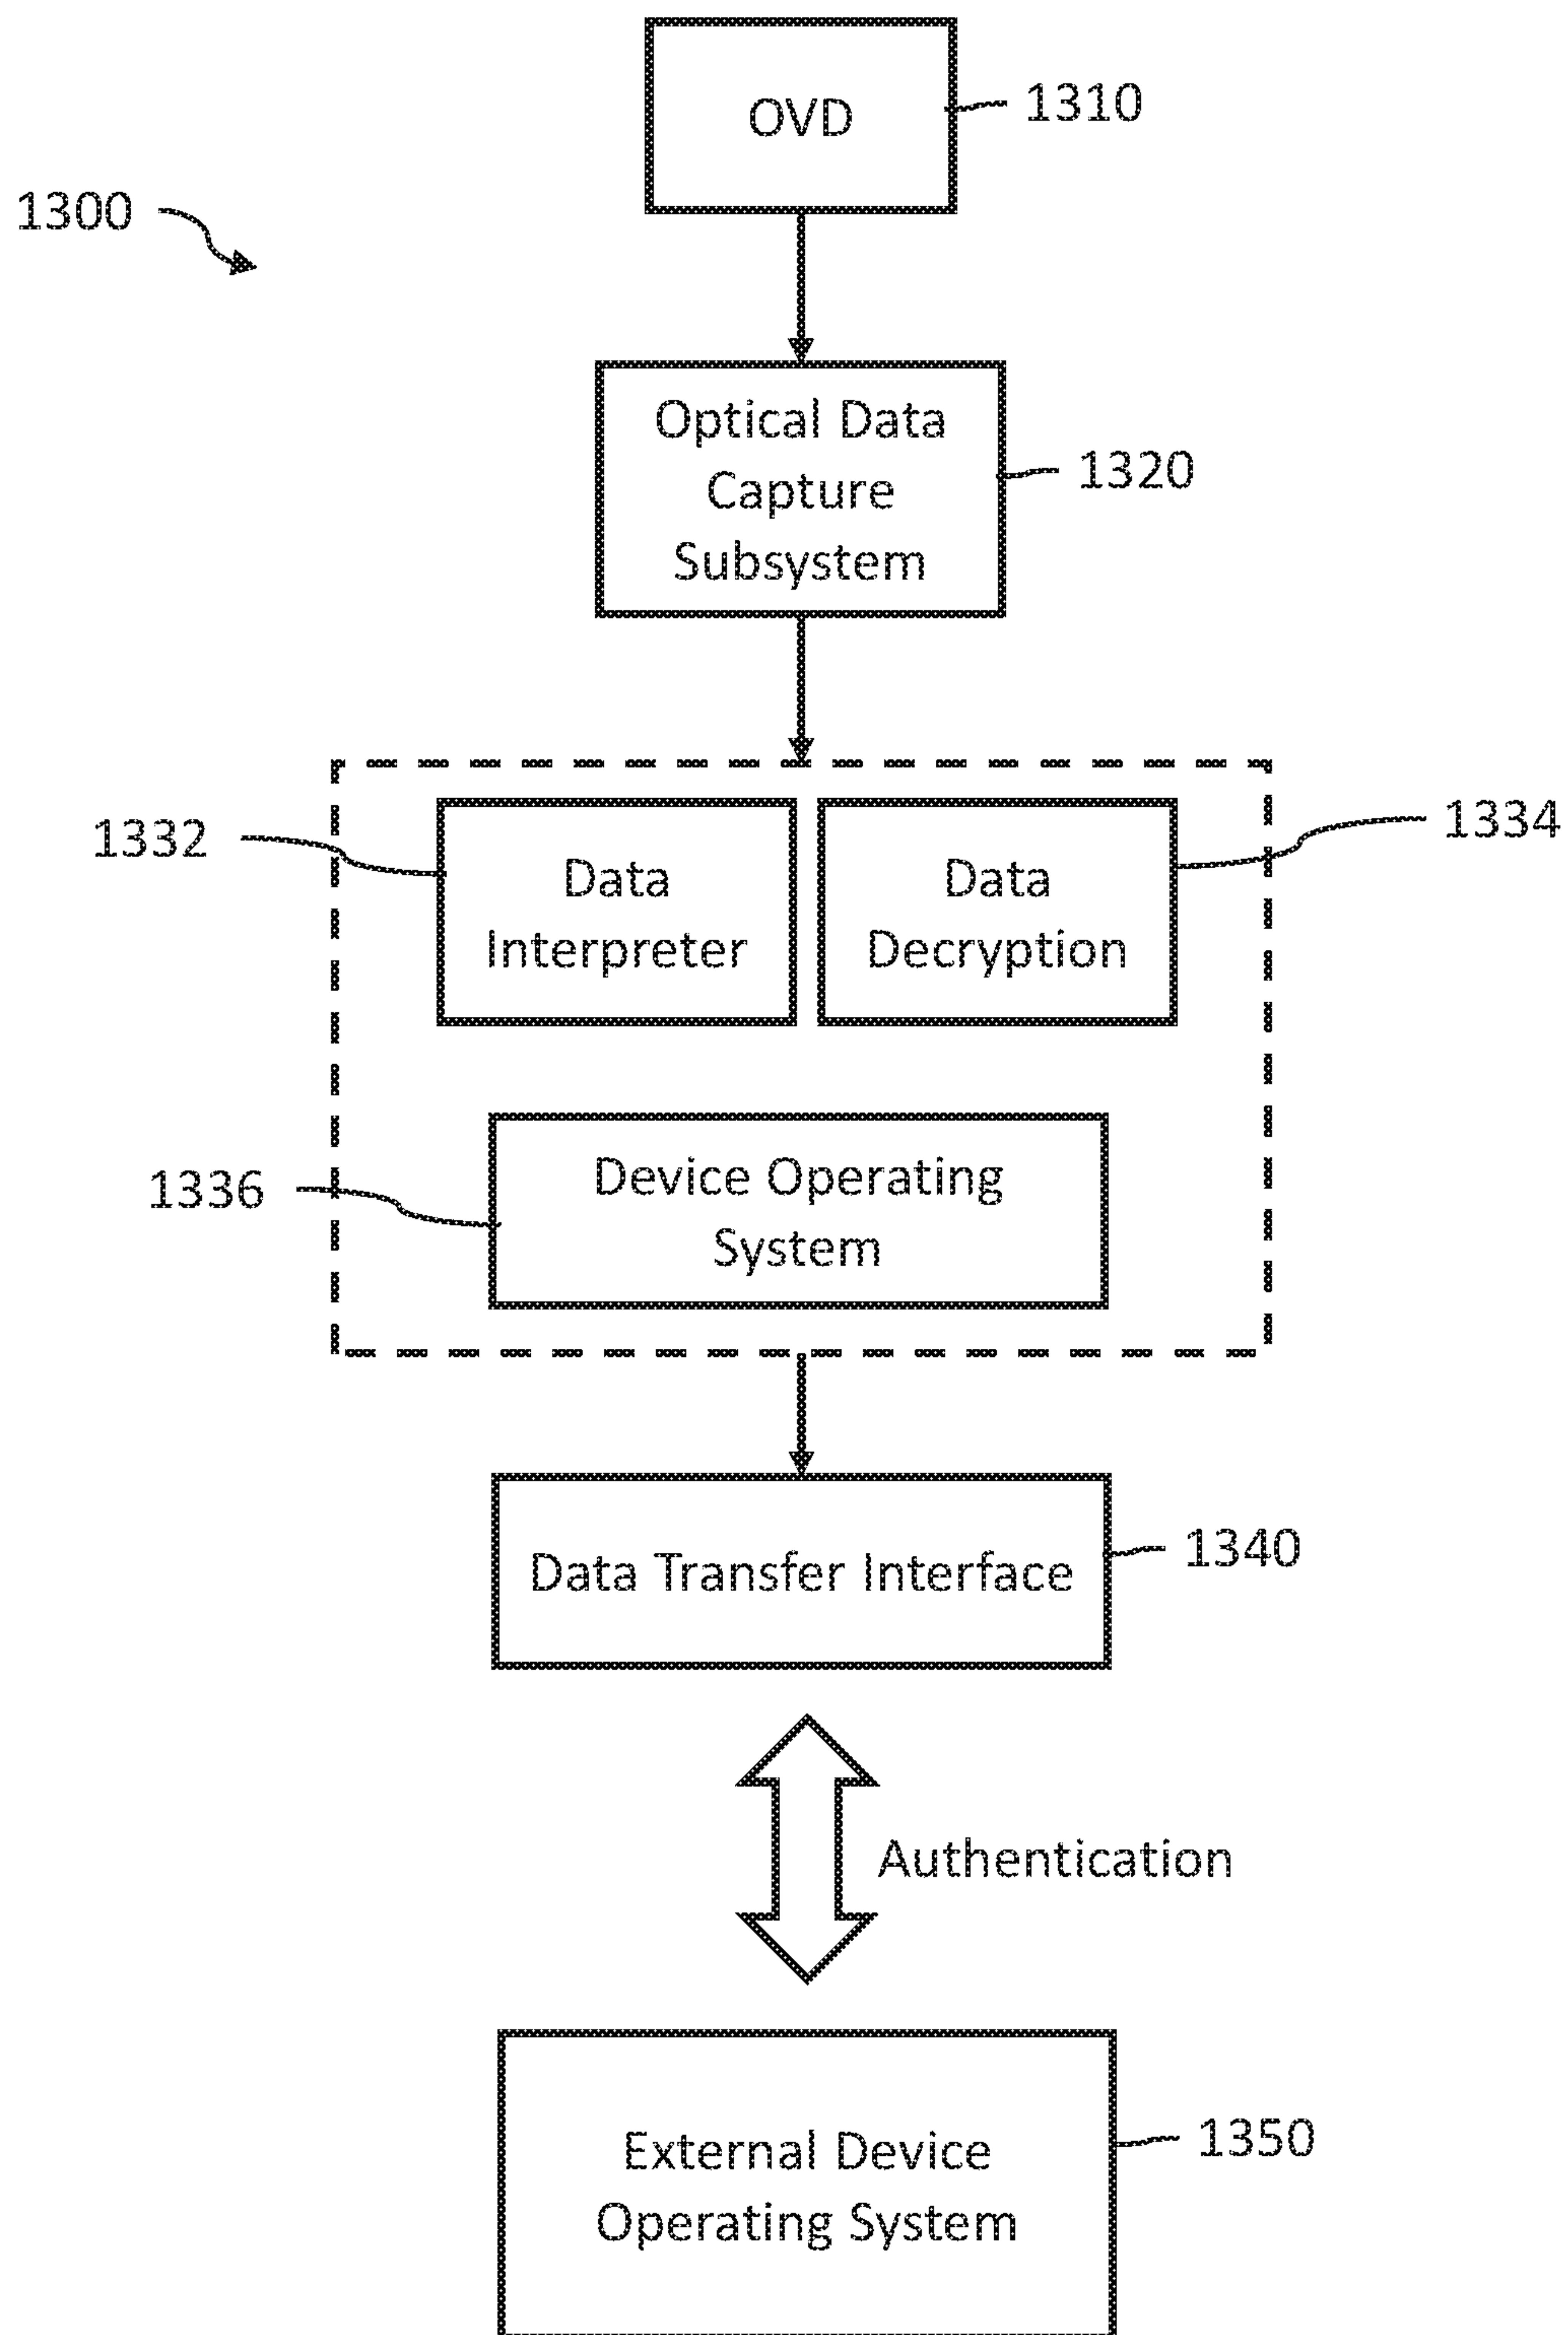 OVD
1310
1300
Optical Data
Capture
Subsystem
1320
1332
Data
Interpreter
Data
Decryption
1334
1336
Device Operating
System
Data Transfer Interface
1340
Authentication
External Device
Operating System
1350